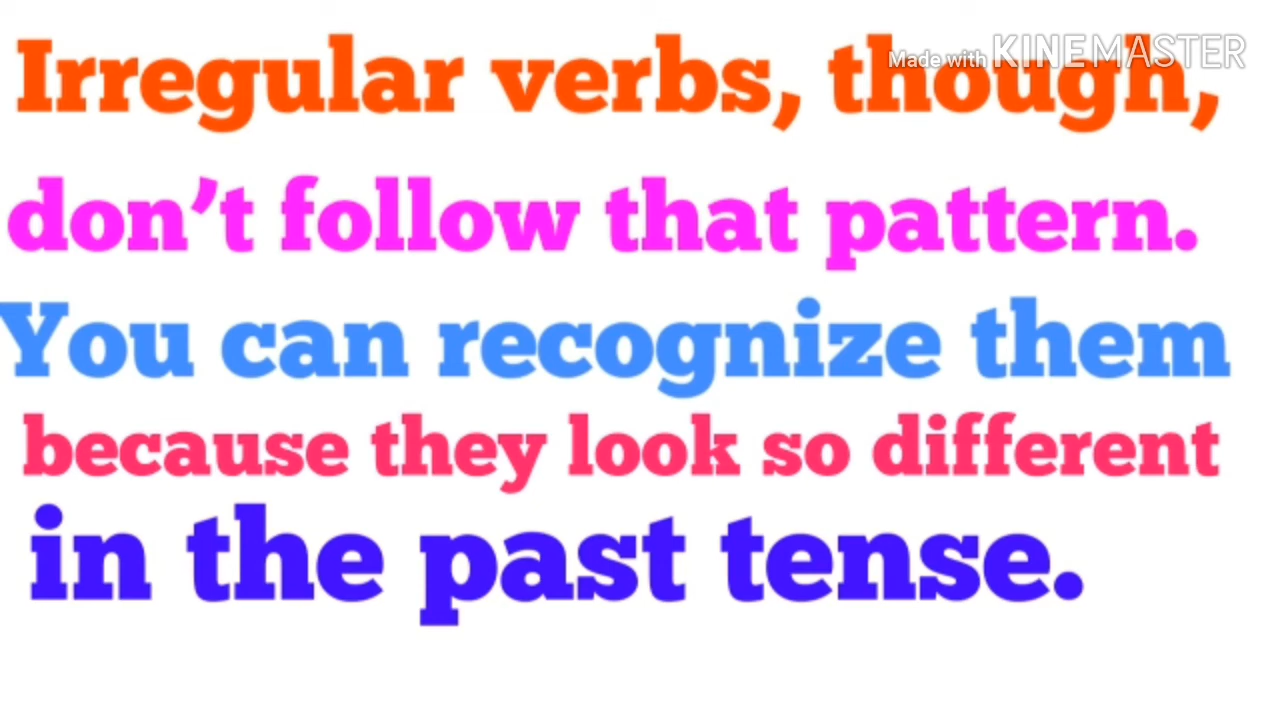 Made with KINEMASTER
Irregular verbs, though,
don’t follow that pattern.
You can recognize them
because they look so different
in the past tense.